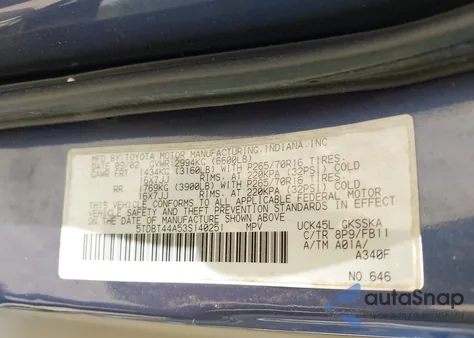 MFD.BY:TOYOTA MOTOR MANUFACTURING.INDIANA.INC
DATE 09/02 GVWR 2994KG (6600LB)
GAWR FRT 1434KG (3160LB) WITH P265/70R16 TIRES.
16X7JJ RIMS. AT 220KPA (32PSI) COLD
RR 1769KG (3900LB) WITH P265/70R16 TIRES.
16X7JJ RIMS. AT 220KPA (32PSI) COLD
THIS VEHICLE CONFORMS TO ALL APPLICABLE FEDERAL MOTOR
VEHICLE SAFETY STANDARDS IN EFFECT ON
THE DATE OF MANUFACTURE SHOWN ABOVE.
5TDBT44A53S140251 MPV UCK45L GKSSKA
C/TR 8P9/FB11
A/TM A01A/
A340F
NO 646
autoSnap